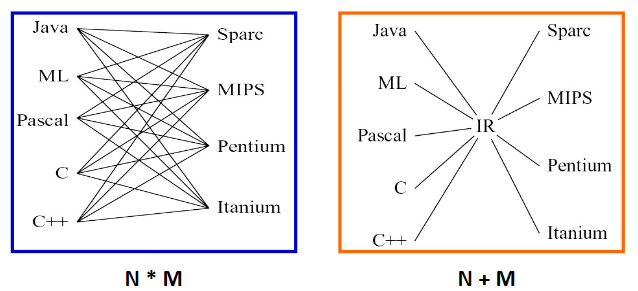 Java
ML
Pascal
C
C++
Sparc
MIPS
Pentium
Itanium
N * M
Java
ML
Pascal
C
C++
IR
Sparc
MIPS
Pentium
Itanium
N + M